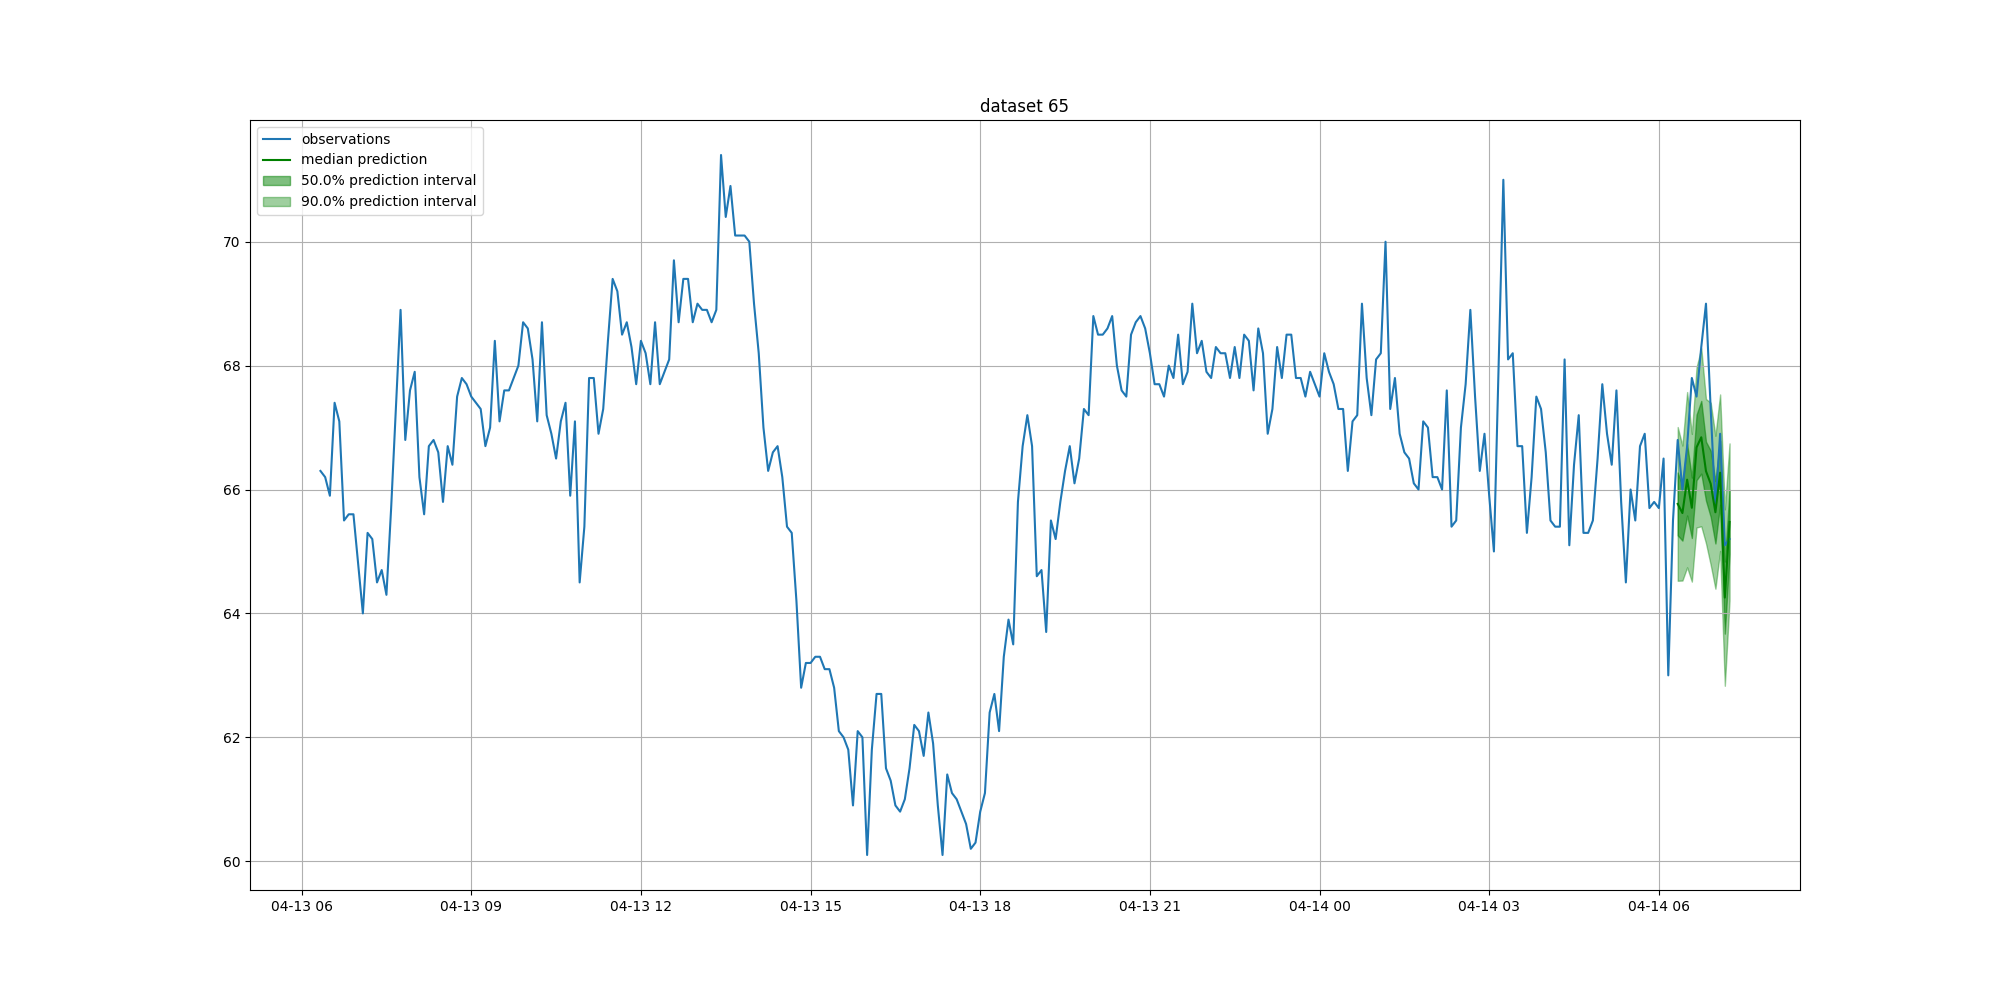 dataset 65
observations
median prediction
50.0% prediction interval
90.0% prediction interval
70
68
66
64
62
60
04-13 06 04-13 09 04-13 12 04-13 15 04-13 18 04-13 21 04-14 00 04-14 03 04-14 06